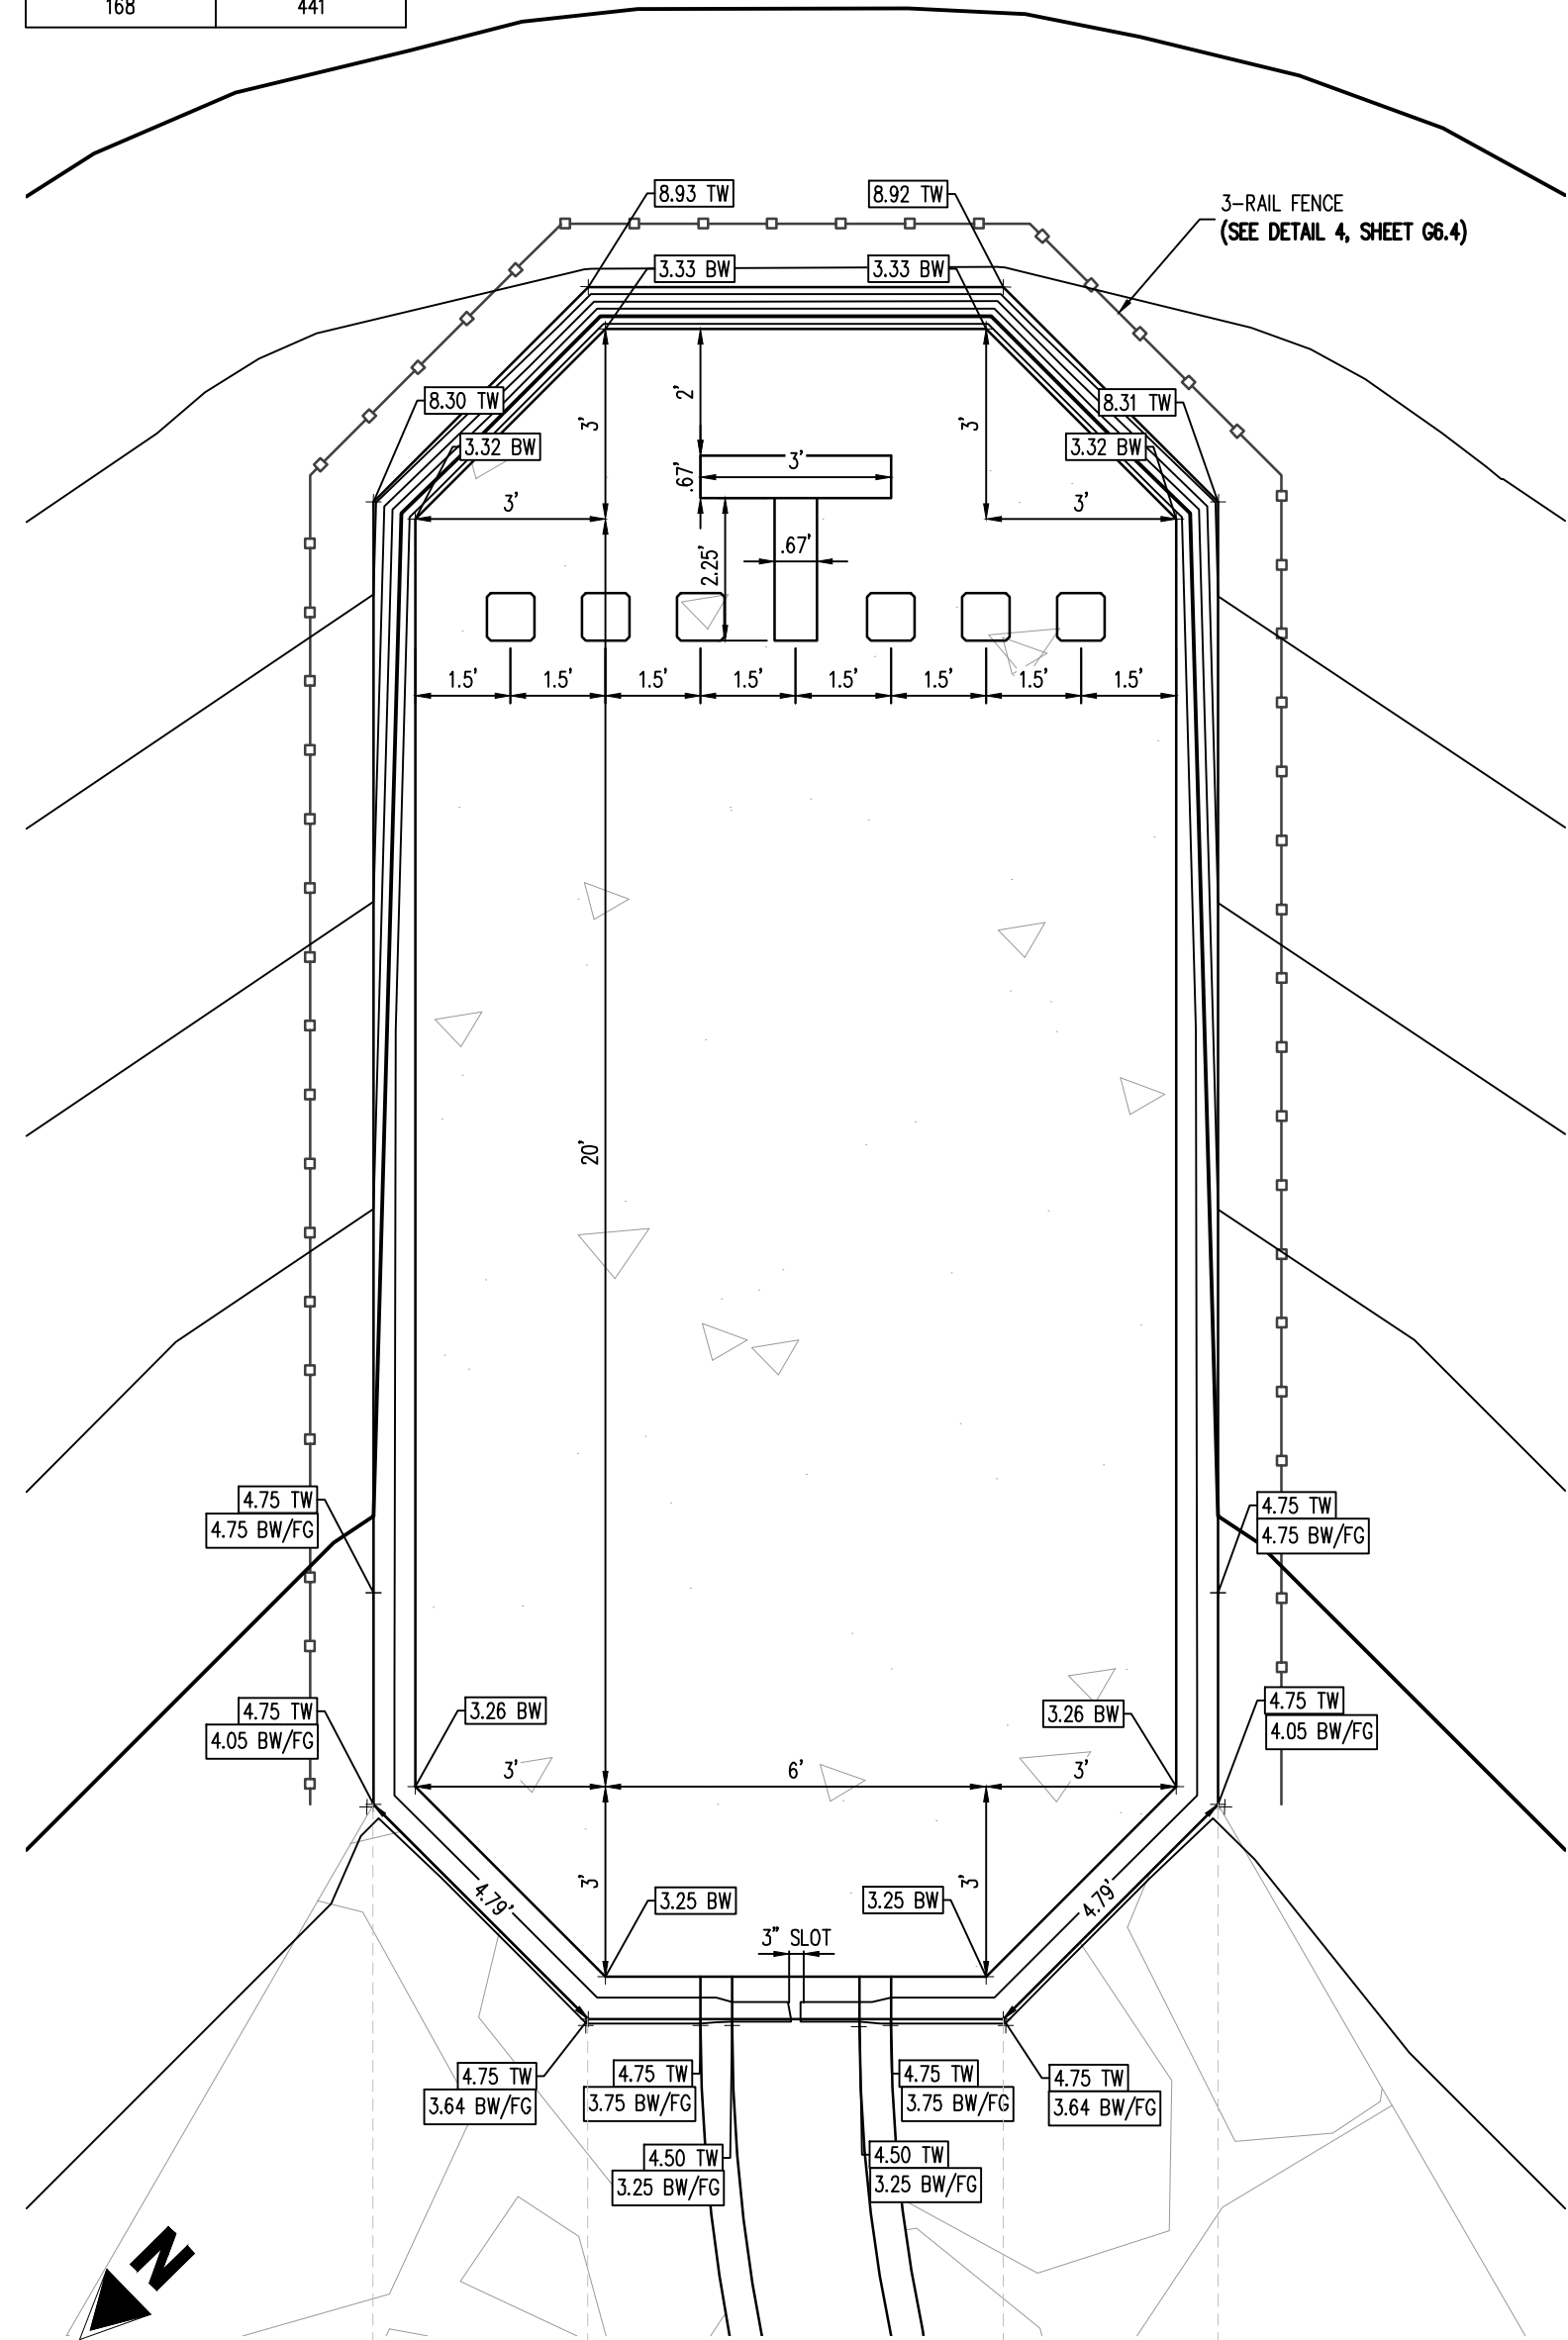 168 441
8.93 TW 8.92 TW
3-RAIL FENCE
(SEE DETAIL 4, SHEET G6.4)
3.33 BW 3.33 BW
8.30 TW 2' 8.31 TW
3' 3'
3.32 BW 3' 3.32 BW
.67'
3' 3'
2.25' .67'
1.5' 1.5' 1.5' 1.5' 1.5' 1.5' 1.5' 1.5'
20'
4.75 TW 4.75 TW
4.75 BW/FG 4.75 BW/FG
4.75 TW 3.26 BW 3.26 BW 4.75 TW
4.05 BW/FG 4.05 BW/FG
3' 6' 3'
3' 3'
4.79' 3.25 BW 3.25 BW 4.79'
3" SLOT
4.75 TW 4.75 TW 4.75 TW 4.75 TW
3.64 BW/FG 3.75 BW/FG 3.75 BW/FG 3.64 BW/FG
4.50 TW 4.50 TW
3.25 BW/FG 3.25 BW/FG
N